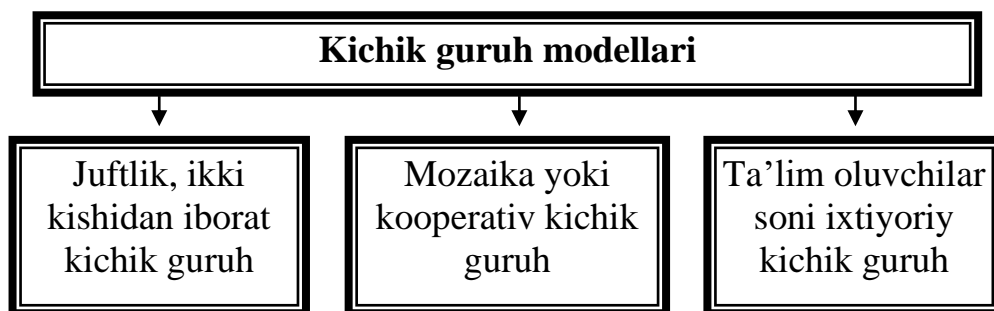 Kichik guruh modellari
Juftlik, ikki
kishidan iborat
kichik guruh
Mozaika yoki
kooperativ kichik
guruh
Ta’lim oluvchilar
soni ixtiyoriy
kichik guruh